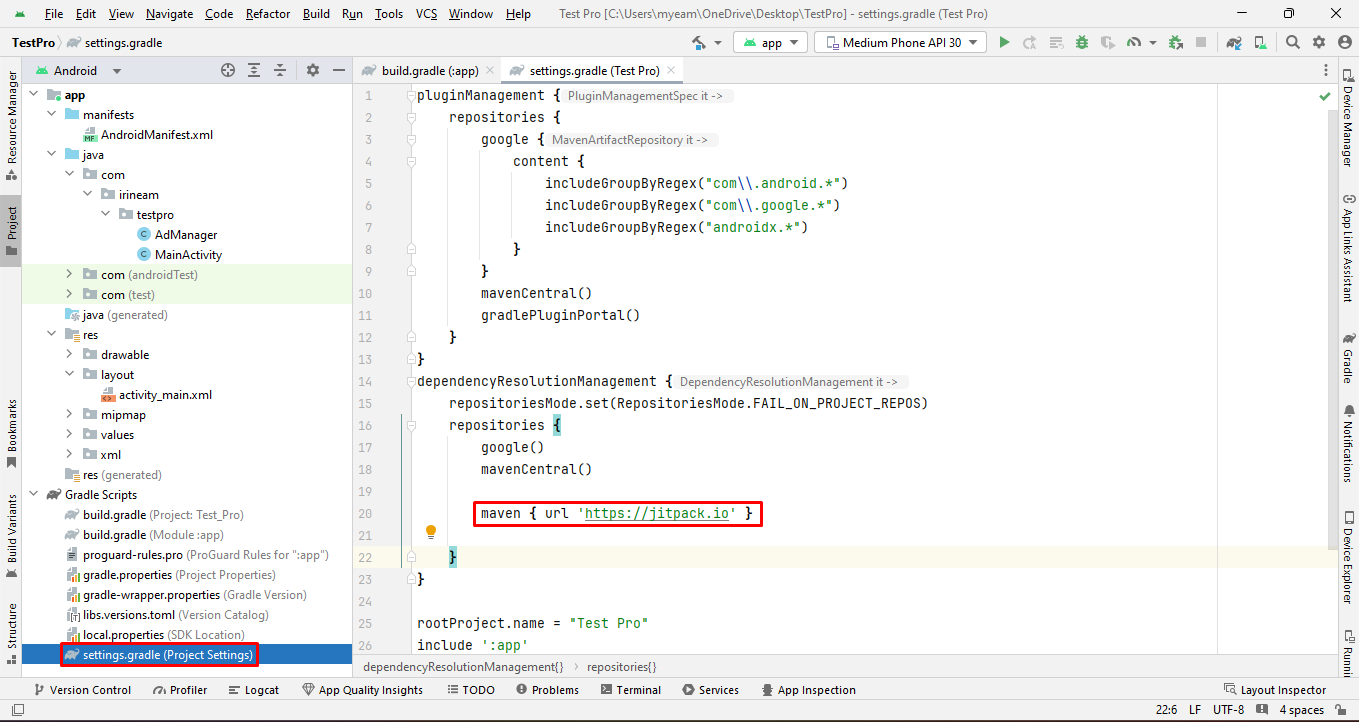 File Edit View Navigate Code Refactor Build Run Tools VCS Window Help Test Pro [C:\Users\myeam\OneDrive\Desktop\TestPro] - settings.gradle (Test Pro)
TestPro settings.gradle app Medium Phone API 30
Android
build.gradle (:app) settings.gradle (Test Pro)
Resource Manager
Project
Bookmarks
Build Variants
Structure
app
manifests
AndroidManifest.xml
java
com
irineam
testpro
AdManager
MainActivity
com (androidTest)
com (test)
java (generated)
res
drawable
layout
activity_main.xml
mipmap
values
xml
res (generated)
Gradle Scripts
build.gradle (Project: Test_Pro)
build.gradle (Module :app)
proguard-rules.pro (ProGuard Rules for ":app")
gradle.properties (Project Properties)
gradle-wrapper.properties (Gradle Version)
libs.versions.toml (Version Catalog)
local.properties (SDK Location)
settings.gradle (Project Settings)
1 pluginManagement { PluginManagementSpec it ->
2 repositories {
3 google { MavenArtifactRepository it ->
4 content {
5 includeGroupByRegex("com\\.android.*")
6 includeGroupByRegex("com\\.google.*")
7 includeGroupByRegex("androidx.*")
8 }
9 }
10 mavenCentral()
11 gradlePluginPortal()
12 }
13 }
14 dependencyResolutionManagement { DependencyResolutionManagement it ->
15 repositoriesMode.set(RepositoriesMode.FAIL_ON_PROJECT_REPOS)
16 repositories {
17 google()
18 mavenCentral()
19
20 maven { url 'https://jitpack.io' }
21
22 }
23 }
24
25 rootProject.name = "Test Pro"
26 include ':app'
dependencyResolutionManagement{} repositories{}
Device Manager
App Links Assistant
Gradle
Notifications
Device Explorer
Version Control Profiler Logcat App Quality Insights TODO Problems Terminal Services App Inspection Layout Inspector
22:6 LF UTF-8 4 spaces